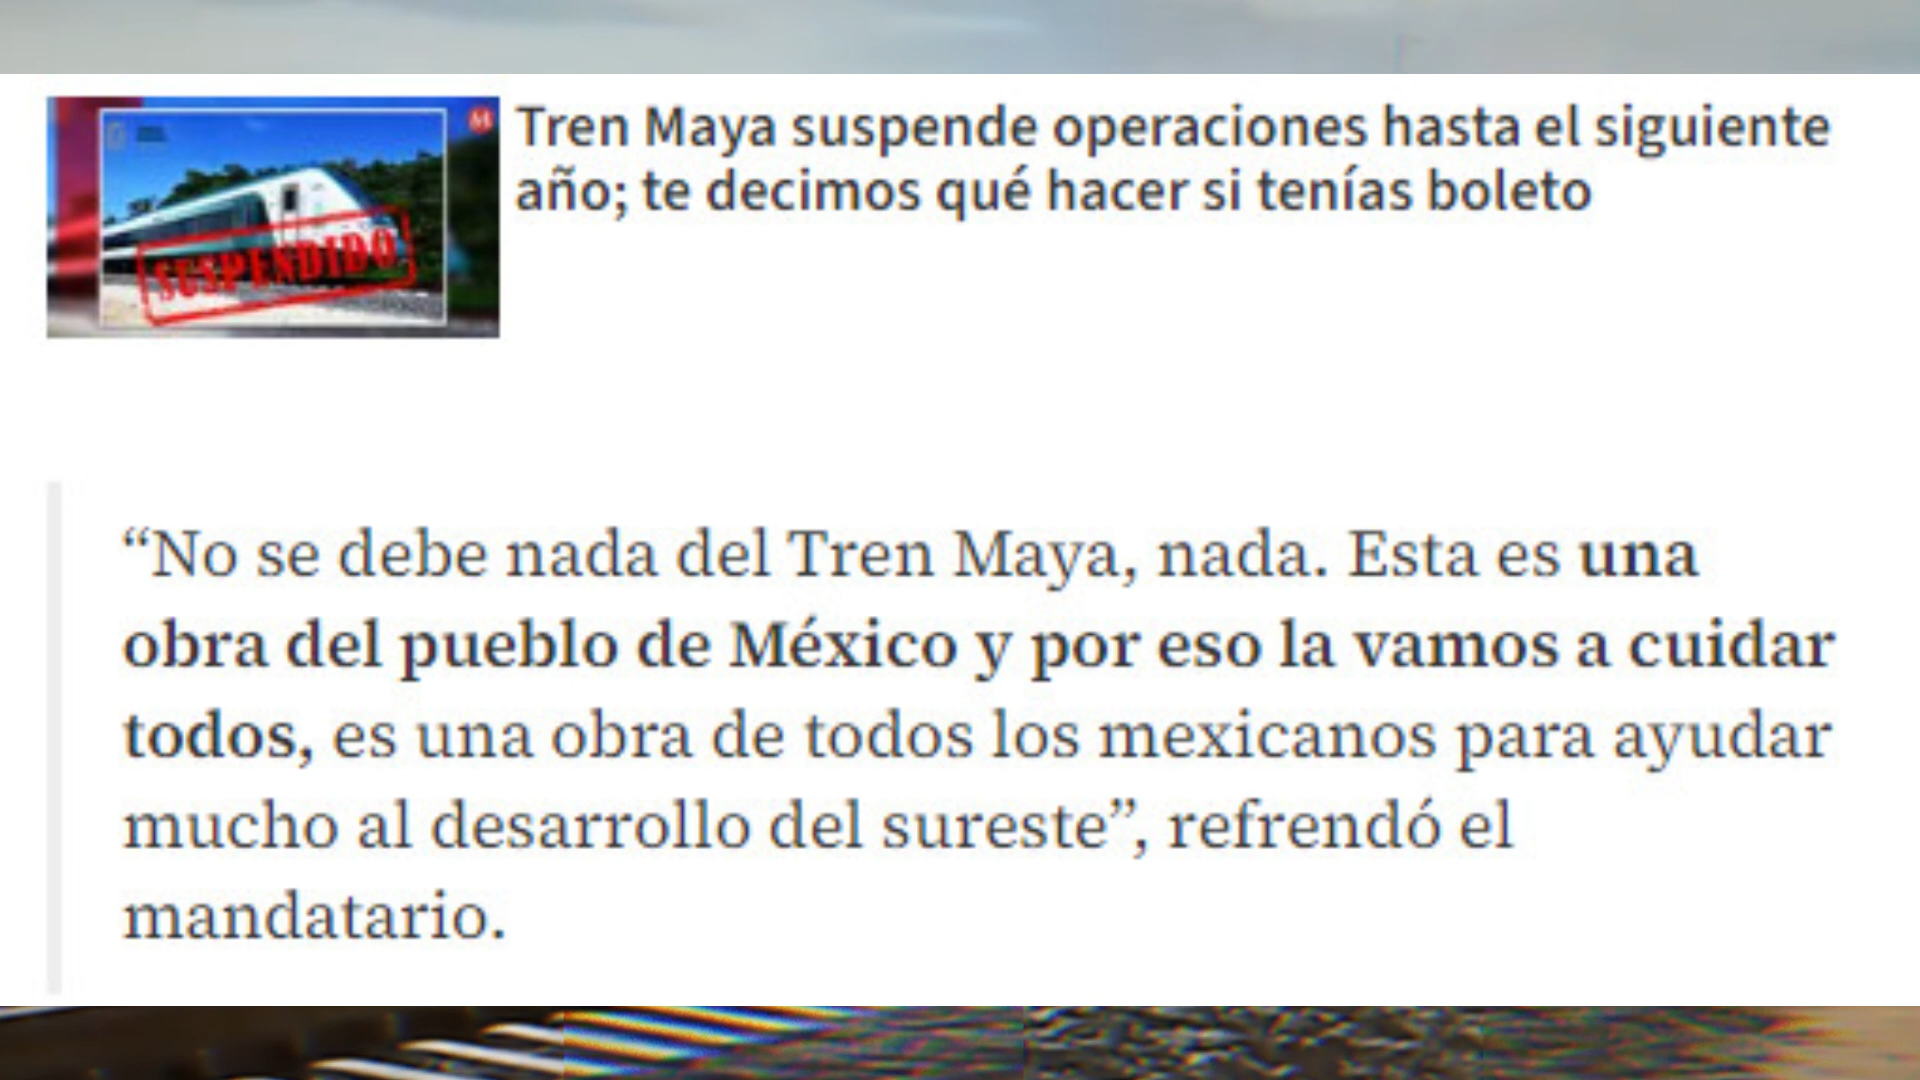 Tren Maya suspende operaciones hasta el siguiente
año; te decimos qué hacer si tenías boleto
M
SUSPENDIDO
“No se debe nada del Tren Maya, nada. Esta es una
obra del pueblo de México y por eso la vamos a cuidar
todos, es una obra de todos los mexicanos para ayudar
mucho al desarrollo del sureste”, refrendó el
mandatario.